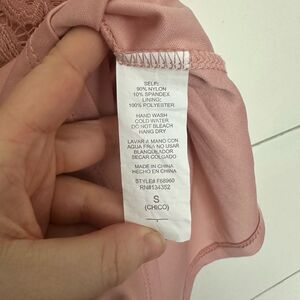 SELF:
90% NYLON
10% SPANDEX
LINING:
100% POLYESTER
HAND WASH
COLD WATER
DO NOT BLEACH
HANG DRY
LAVAR A MANO CON
AGUA FRIA NO USAR
BLANQUEADOR
SECAR COLGADO
MADE IN CHINA
HECHO EN CHINA
STYLE# F68960
RN#134352
S
(CHICO)